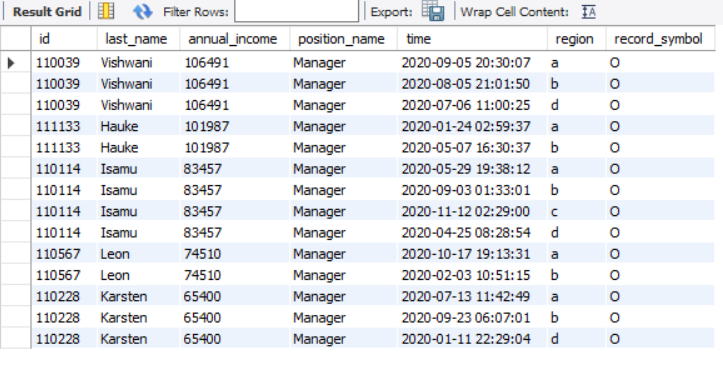 Result Grid Filter Rows: Export: Wrap Cell Content: IA
id last_name annual_income position_name time region record_symbol
110039 Vishwani 106491 Manager 2020-09-05 20:30:07 a O
110039 Vishwani 106491 Manager 2020-08-05 21:01:50 b O
110039 Vishwani 106491 Manager 2020-07-06 11:00:25 d O
111133 Hauke 101987 Manager 2020-01-24 02:59:37 a O
111133 Hauke 101987 Manager 2020-05-07 16:30:37 b O
110114 Isamu 83457 Manager 2020-05-29 19:38:12 a O
110114 Isamu 83457 Manager 2020-09-03 01:33:01 b O
110114 Isamu 83457 Manager 2020-11-12 02:29:00 c O
110114 Isamu 83457 Manager 2020-04-25 08:28:54 d O
110567 Leon 74510 Manager 2020-10-17 19:13:31 a O
110567 Leon 74510 Manager 2020-02-03 10:51:15 b O
110228 Karsten 65400 Manager 2020-07-13 11:42:49 a O
110228 Karsten 65400 Manager 2020-09-23 06:07:01 b O
110228 Karsten 65400 Manager 2020-01-11 22:29:04 d O